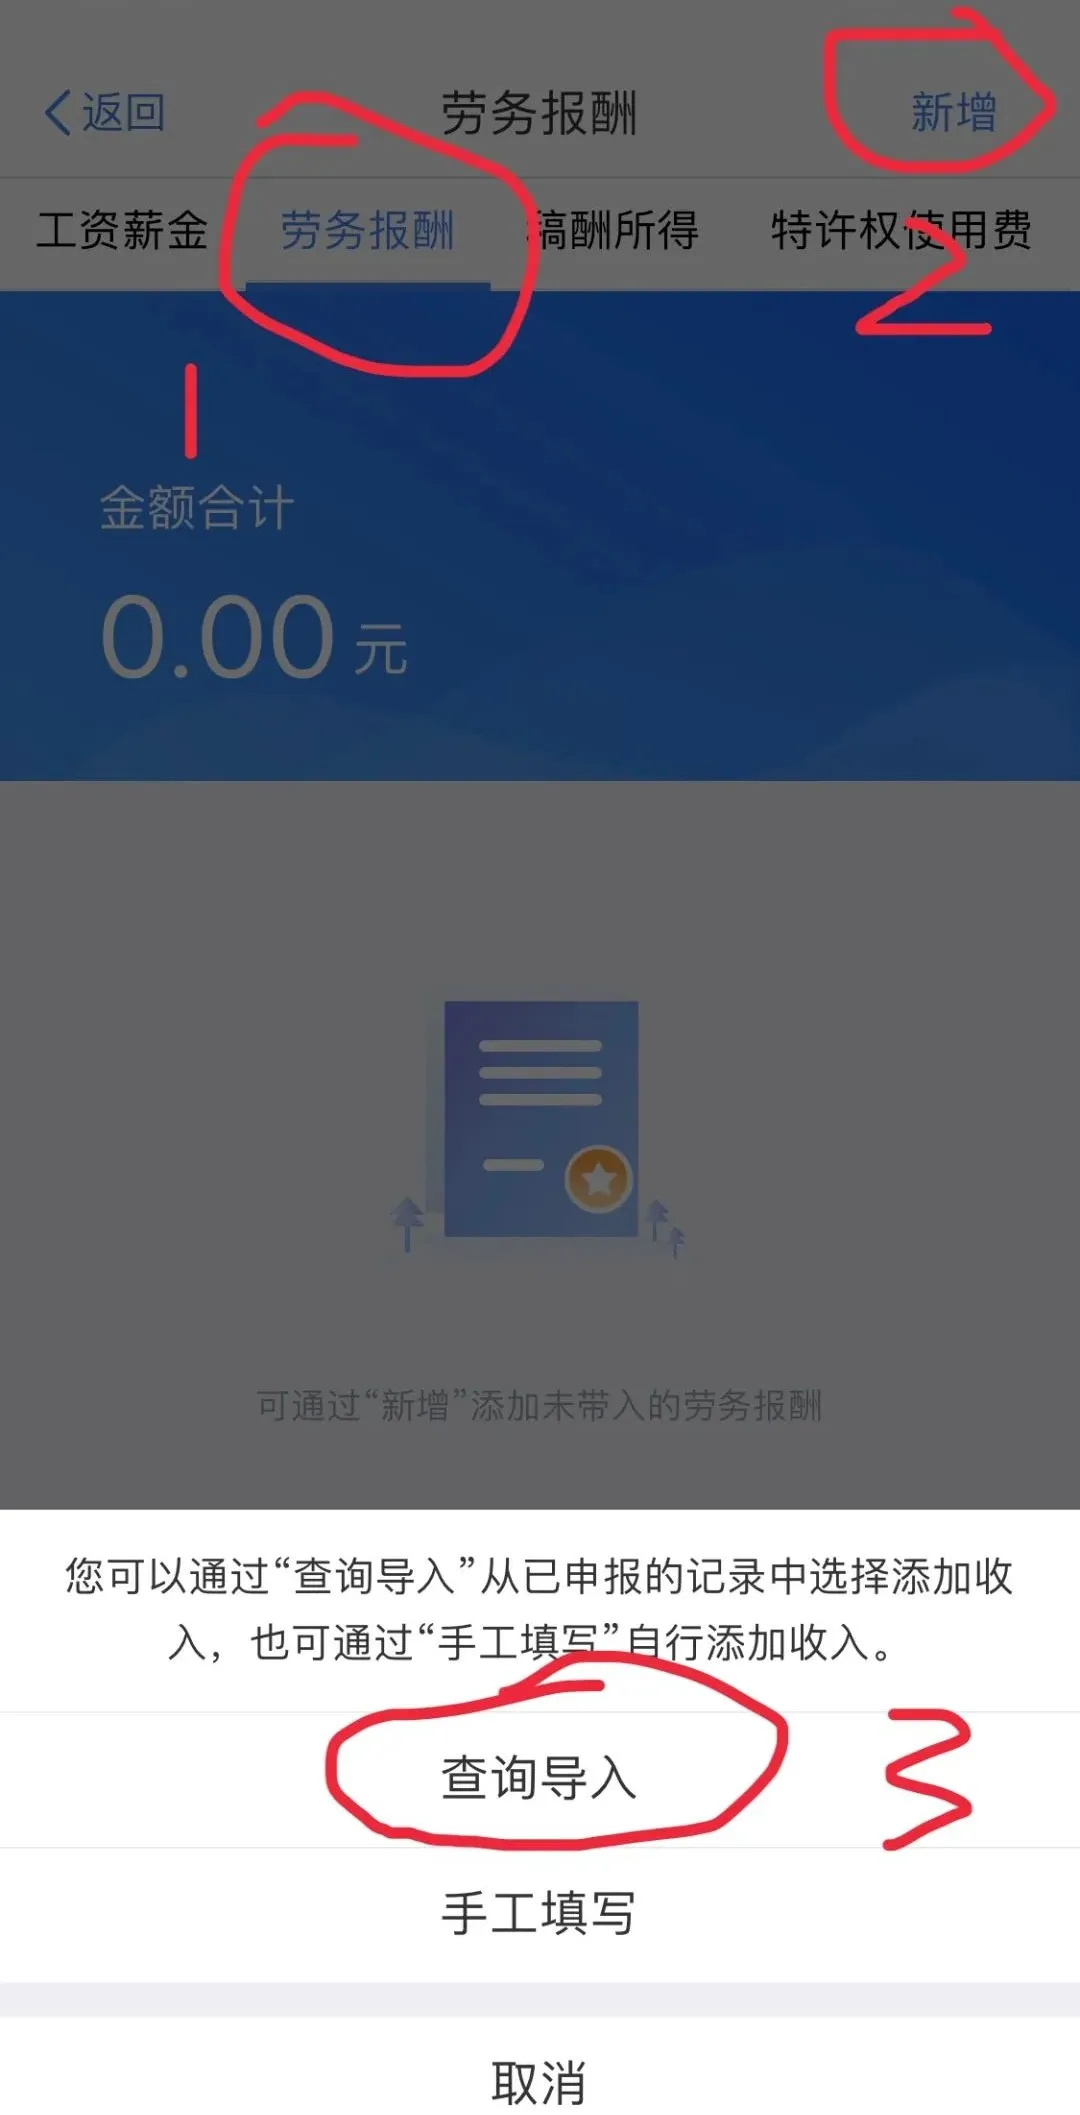 返回 劳务报酬 新增
工资薪金 劳务报酬 稿酬所得 特许权使用费
2
1
金额合计
0.00 元
可通过“新增”添加未带入的劳务报酬
您可以通过“查询导入”从已申报的记录中选择添加收
入，也可通过“手工填写”自行添加收入。
查询导入 3
手工填写
取消